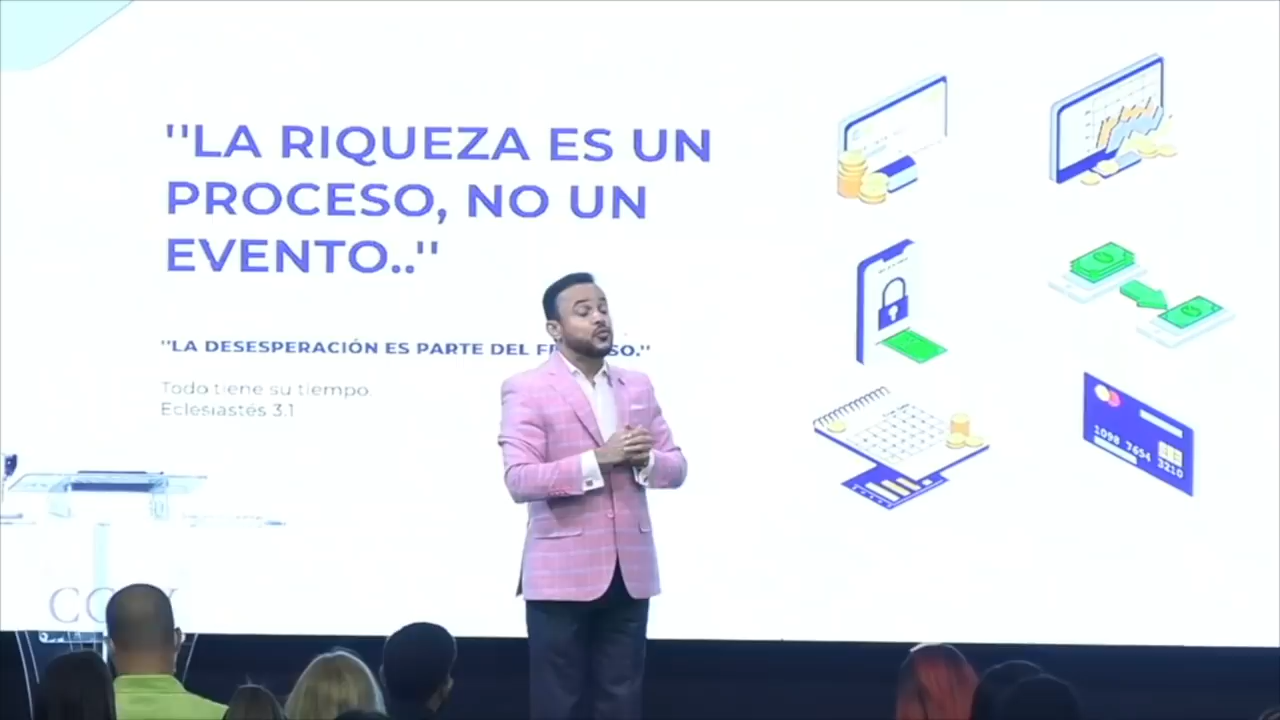 ''LA RIQUEZA ES UN
PROCESO, NO UN
EVENTO..''
''LA DESESPERACIÓN ES PARTE DEL SO.''
Todo tiene su tiempo.
Eclesiastés 3.1
1098 7654 3210